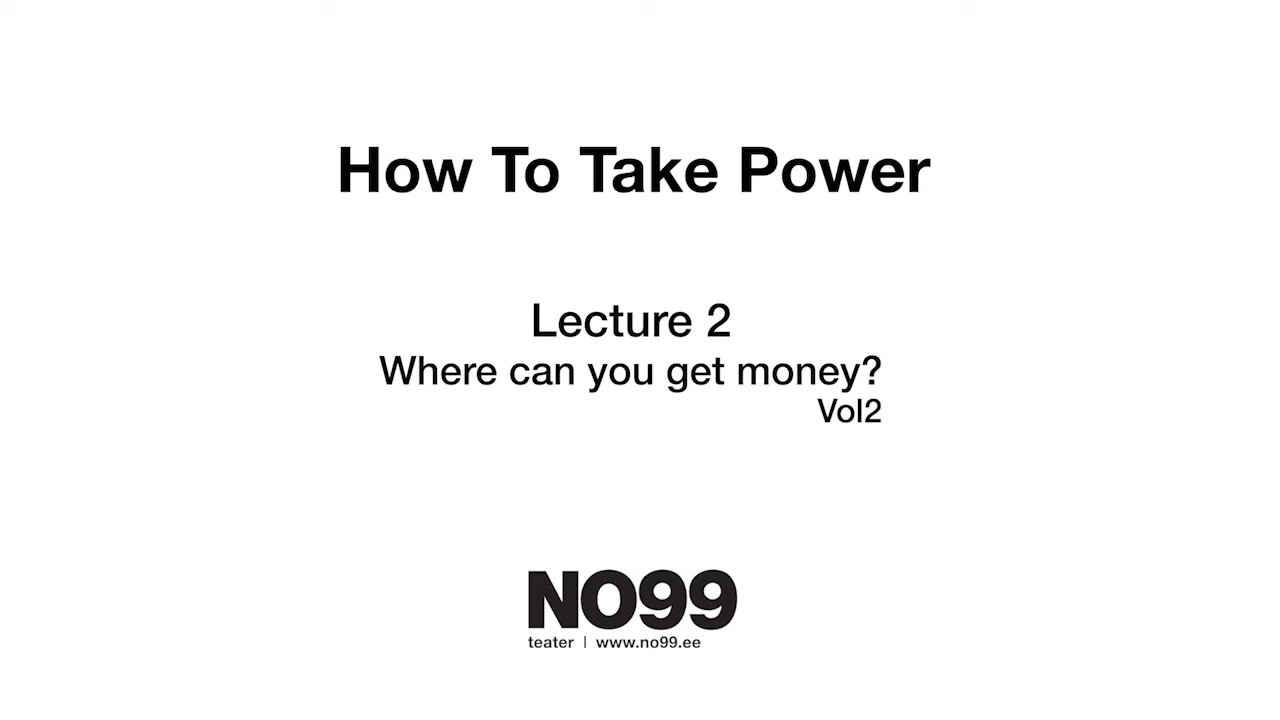 How To Take Power
Lecture 2
Where can you get money?
Vol2
NO99
teater | www.no99.ee